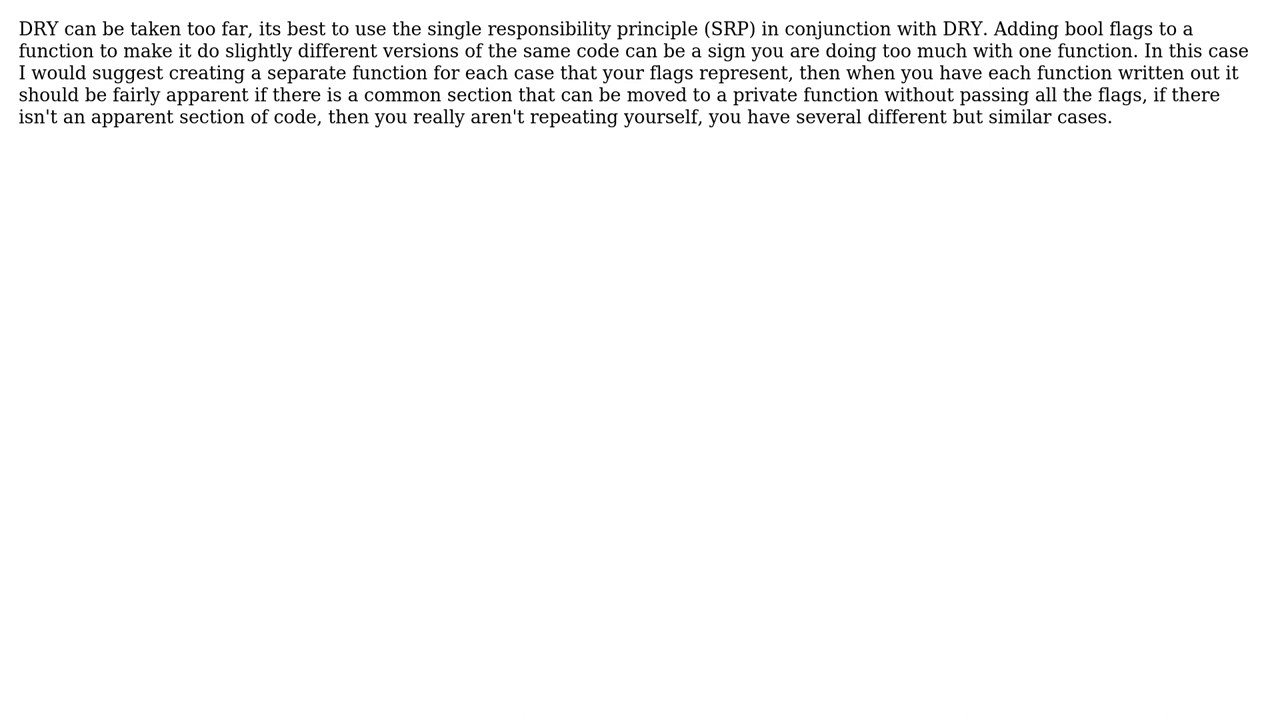 DRY can be taken too far, its best to use the single responsibility principle (SRP) in conjunction with DRY. Adding bool flags to a
function to make it do slightly different versions of the same code can be a sign you are doing too much with one function. In this case
I would suggest creating a separate function for each case that your flags represent, then when you have each function written out it
should be fairly apparent if there is a common section that can be moved to a private function without passing all the flags, if there
isn't an apparent section of code, then you really aren't repeating yourself, you have several different but similar cases.